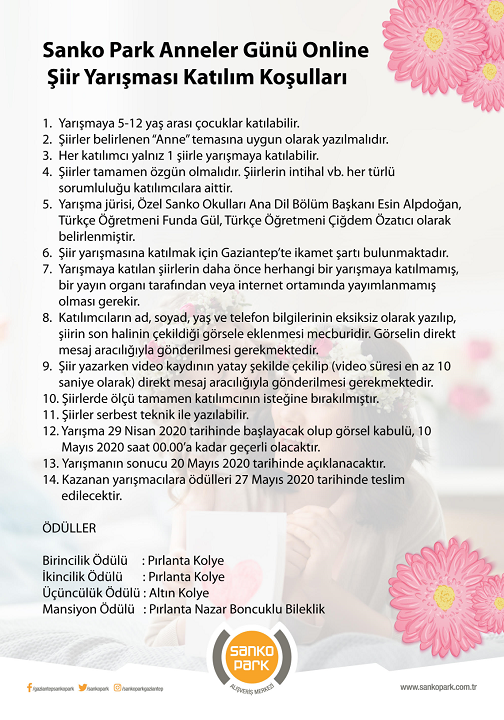 Sanko Park Anneler Günü Online
Şiir Yarışması Katılım Koşulları
1. Yarışmaya 5-12 yaş arası çocuklar katılabilir.
2. Şiirler belirlenen “Anne” temasına uygun olarak yazılmalıdır.
3. Her katılımcı yalnız 1 şiirle yarışmaya katılabilir.
4. Şiirler tamamen özgün olmalıdır. Şiirlerin intihal vb. her türlü
sorumluluğu katılımcılara aittir.
5. Yarışma jürisi, Özel Sanko Okulları Ana Dil Bölüm Başkanı Esin Alpdoğan,
Türkçe Öğretmeni Funda Gül, Türkçe Öğretmeni Çiğdem Özatıcı olarak
belirlenmiştir.
6. Şiir yarışmasına katılmak için Gaziantep’te ikamet şartı bulunmaktadır.
7. Yarışmaya katılan şiirlerin daha önce herhangi bir yarışmaya katılmamış,
bir yayın organı tarafından veya internet ortamında yayımlanmamış
olması gerekir.
8. Katılımcıların ad, soyad, yaş ve telefon bilgilerinin eksiksiz olarak yazılıp,
şiirin son halinin çekildiği görsele eklenmesi mecburidir. Görselin direkt
mesaj aracılığıyla gönderilmesi gerekmektedir.
9. Şiir yazarken video kaydının yatay şekilde çekilip (video süresi en az 10
saniye olarak) direkt mesaj aracılığıyla gönderilmesi gerekmektedir.
10. Şiirlerde ölçü tamamen katılımcının isteğine bırakılmıştır.
11. Şiirler serbest teknik ile yazılabilir.
12. Yarışma 29 Nisan 2020 tarihinde başlayacak olup görsel kabulü, 10
Mayıs 2020 saat 00.00’a kadar geçerli olacaktır.
13. Yarışmanın sonucu 20 Mayıs 2020 tarihinde açıklanacaktır.
14. Kazanan yarışmacılara ödülleri 27 Mayıs 2020 tarihinde teslim
edilecektir.
ÖDÜLLER
Birincilik Ödülü : Pırlanta Kolye
İkincilik Ödülü : Pırlanta Kolye
Üçüncülük Ödülü : Altın Kolye
Mansiyon Ödülü : Pırlanta Nazar Boncuklu Bileklik
sanko
park
ALIŞVERİŞ MERKEZİ
/gaziantepsankopark /sankopark /sankoparkgaziantep
www.sankopark.com.tr